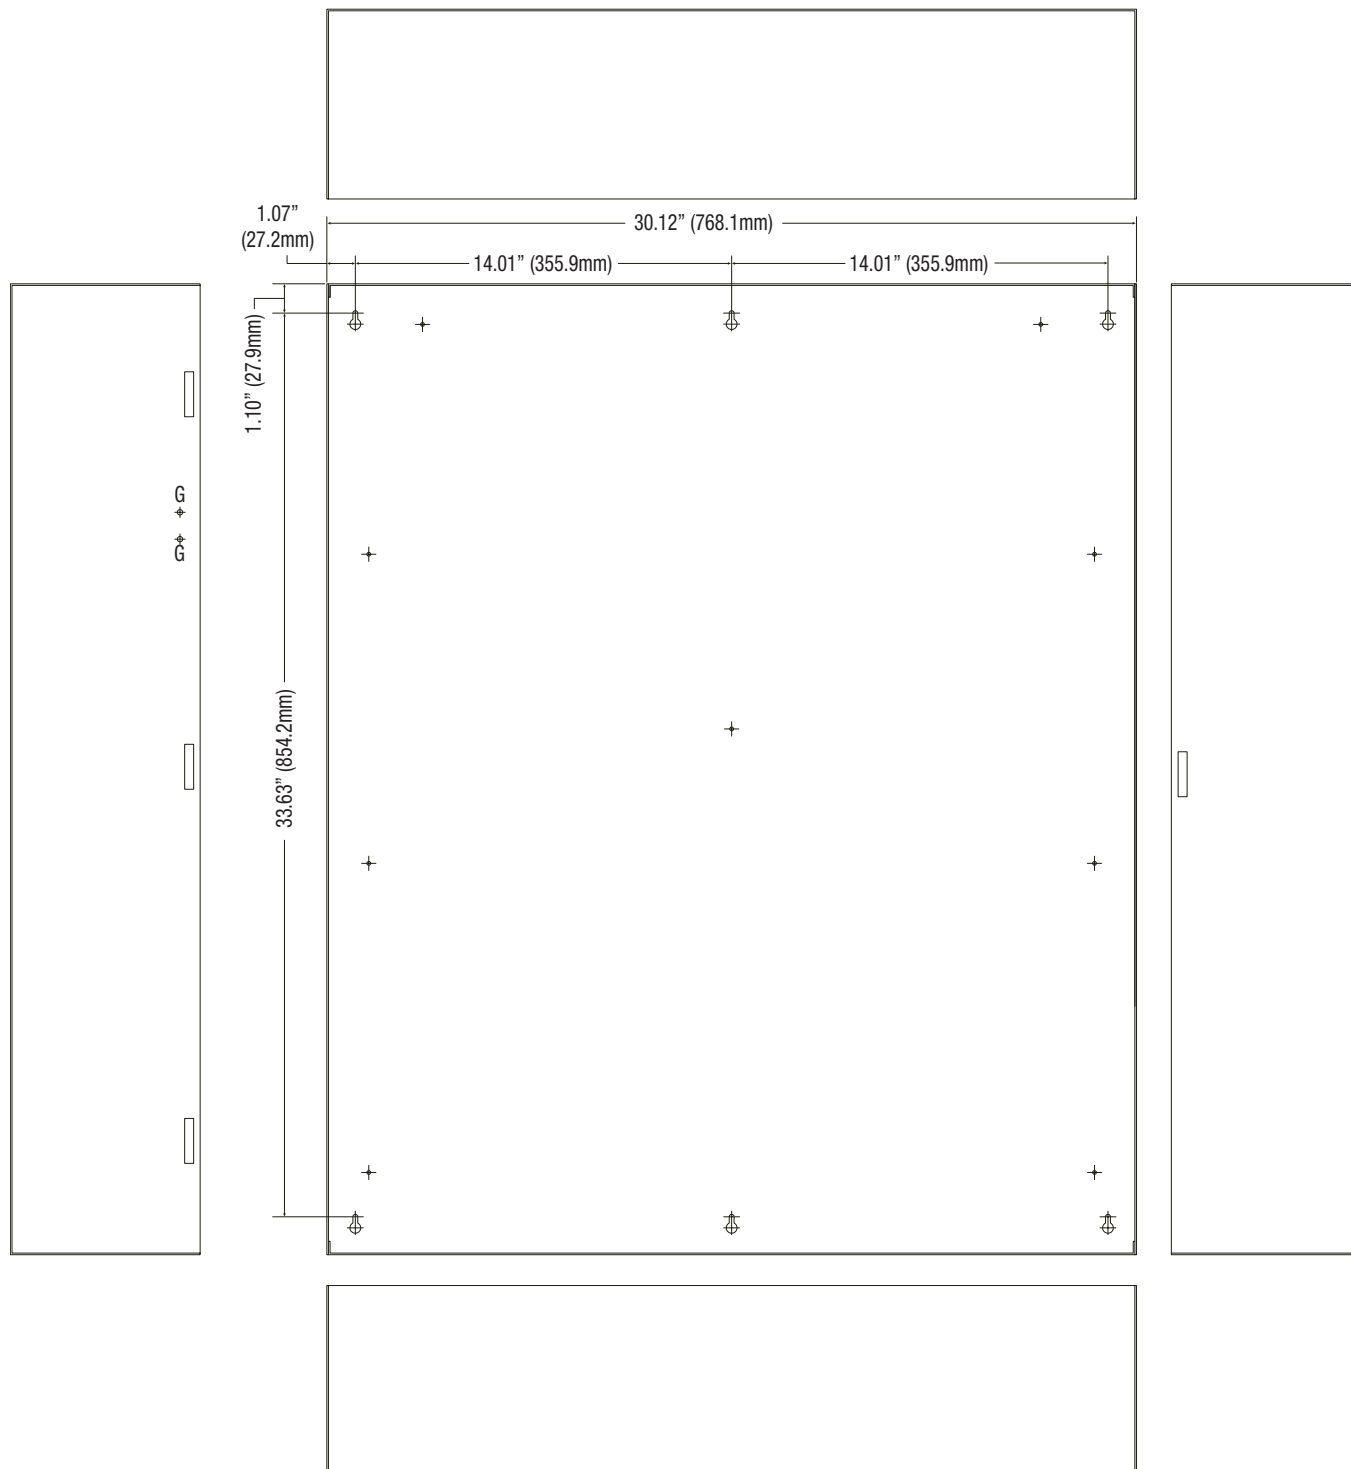 1.07”
(27.2mm)
30.12” (768.1mm)
14.01” (355.9mm)
14.01” (355.9mm)
1.10” (27.9mm)
G
G
33.63” (854.2mm)